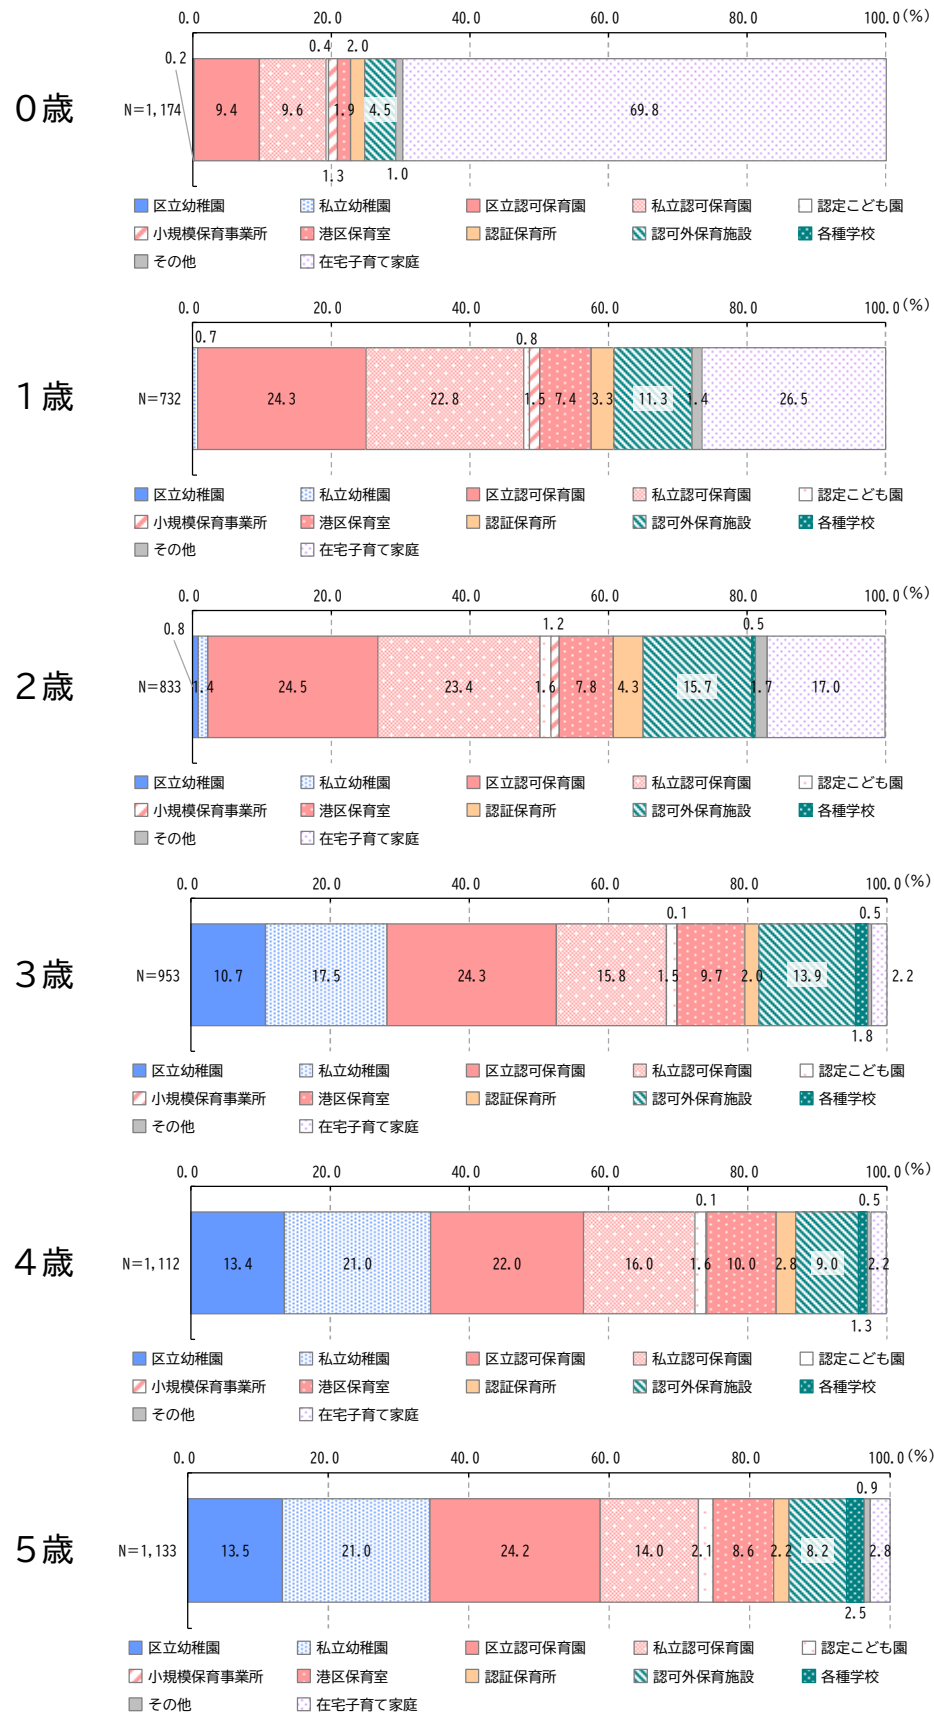 0.0 20.0 40.0 60.0 80.0 100.0 (%)
0.4 2.0
0.2
0歳 N=1,174 9.4 9.6 1.9 4.5 69.8
1.3 1.0
区立幼稚園 私立幼稚園 区立認可保育園 私立認可保育園 認定こども園
小規模保育事業所 港区保育室 認証保育所 認可外保育施設 各種学校
その他 在宅子育て家庭
0.0 20.0 40.0 60.0 80.0 100.0 (%)
0.7 0.8
1歳 N=732 24.3 22.8 1.5 7.4 3.3 11.3 1.4 26.5
区立幼稚園 私立幼稚園 区立認可保育園 私立認可保育園 認定こども園
小規模保育事業所 港区保育室 認証保育所 認可外保育施設 各種学校
その他 在宅子育て家庭
0.0 20.0 40.0 60.0 80.0 100.0 (%)
0.8 1.2 0.5
2歳 N=833 1.4 24.5 23.4 1.6 7.8 4.3 15.7 1.7 17.0
区立幼稚園 私立幼稚園 区立認可保育園 私立認可保育園 認定こども園
小規模保育事業所 港区保育室 認証保育所 認可外保育施設 各種学校
その他 在宅子育て家庭
0.0 20.0 40.0 60.0 80.0 100.0 (%)
0.1 0.5
3歳 N=953 10.7 17.5 24.3 15.8 1.5 9.7 2.0 13.9 2.2
1.8
区立幼稚園 私立幼稚園 区立認可保育園 私立認可保育園 認定こども園
小規模保育事業所 港区保育室 認証保育所 認可外保育施設 各種学校
その他 在宅子育て家庭
0.0 20.0 40.0 60.0 80.0 100.0 (%)
0.1 0.5
4歳 N=1,112 13.4 21.0 22.0 16.0 1.6 10.0 2.8 9.0 2.2
1.3
区立幼稚園 私立幼稚園 区立認可保育園 私立認可保育園 認定こども園
小規模保育事業所 港区保育室 認証保育所 認可外保育施設 各種学校
その他 在宅子育て家庭
0.0 20.0 40.0 60.0 80.0 100.0 (%)
0.9
5歳 N=1,133 13.5 21.0 24.2 14.0 2.1 8.6 2.2 8.2 2.8
2.5
区立幼稚園 私立幼稚園 区立認可保育園 私立認可保育園 認定こども園
小規模保育事業所 港区保育室 認証保育所 認可外保育施設 各種学校
その他 在宅子育て家庭